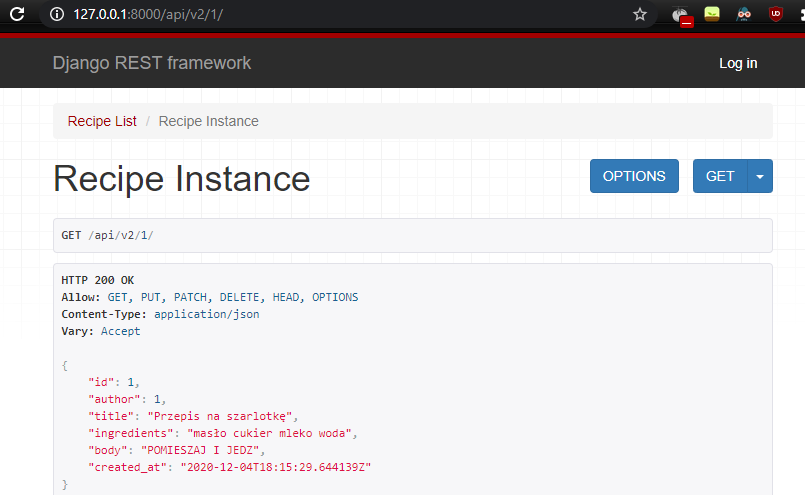 127.0.0.1:8000/api/v2/1/
Django REST framework
Log in
Recipe List / Recipe Instance
Recipe Instance
OPTIONS
GET
GET /api/v2/1/
HTTP 200 OK
Allow: GET, PUT, PATCH, DELETE, HEAD, OPTIONS
Content-Type: application/json
Vary: Accept
{
"id": 1,
"author": 1,
"title": "Przepis na szarlotkę",
"ingredients": "masło cukier mleko woda",
"body": "POMIESZAJ I JEDZ",
"created_at": "2020-12-04T18:15:29.644139Z"
}